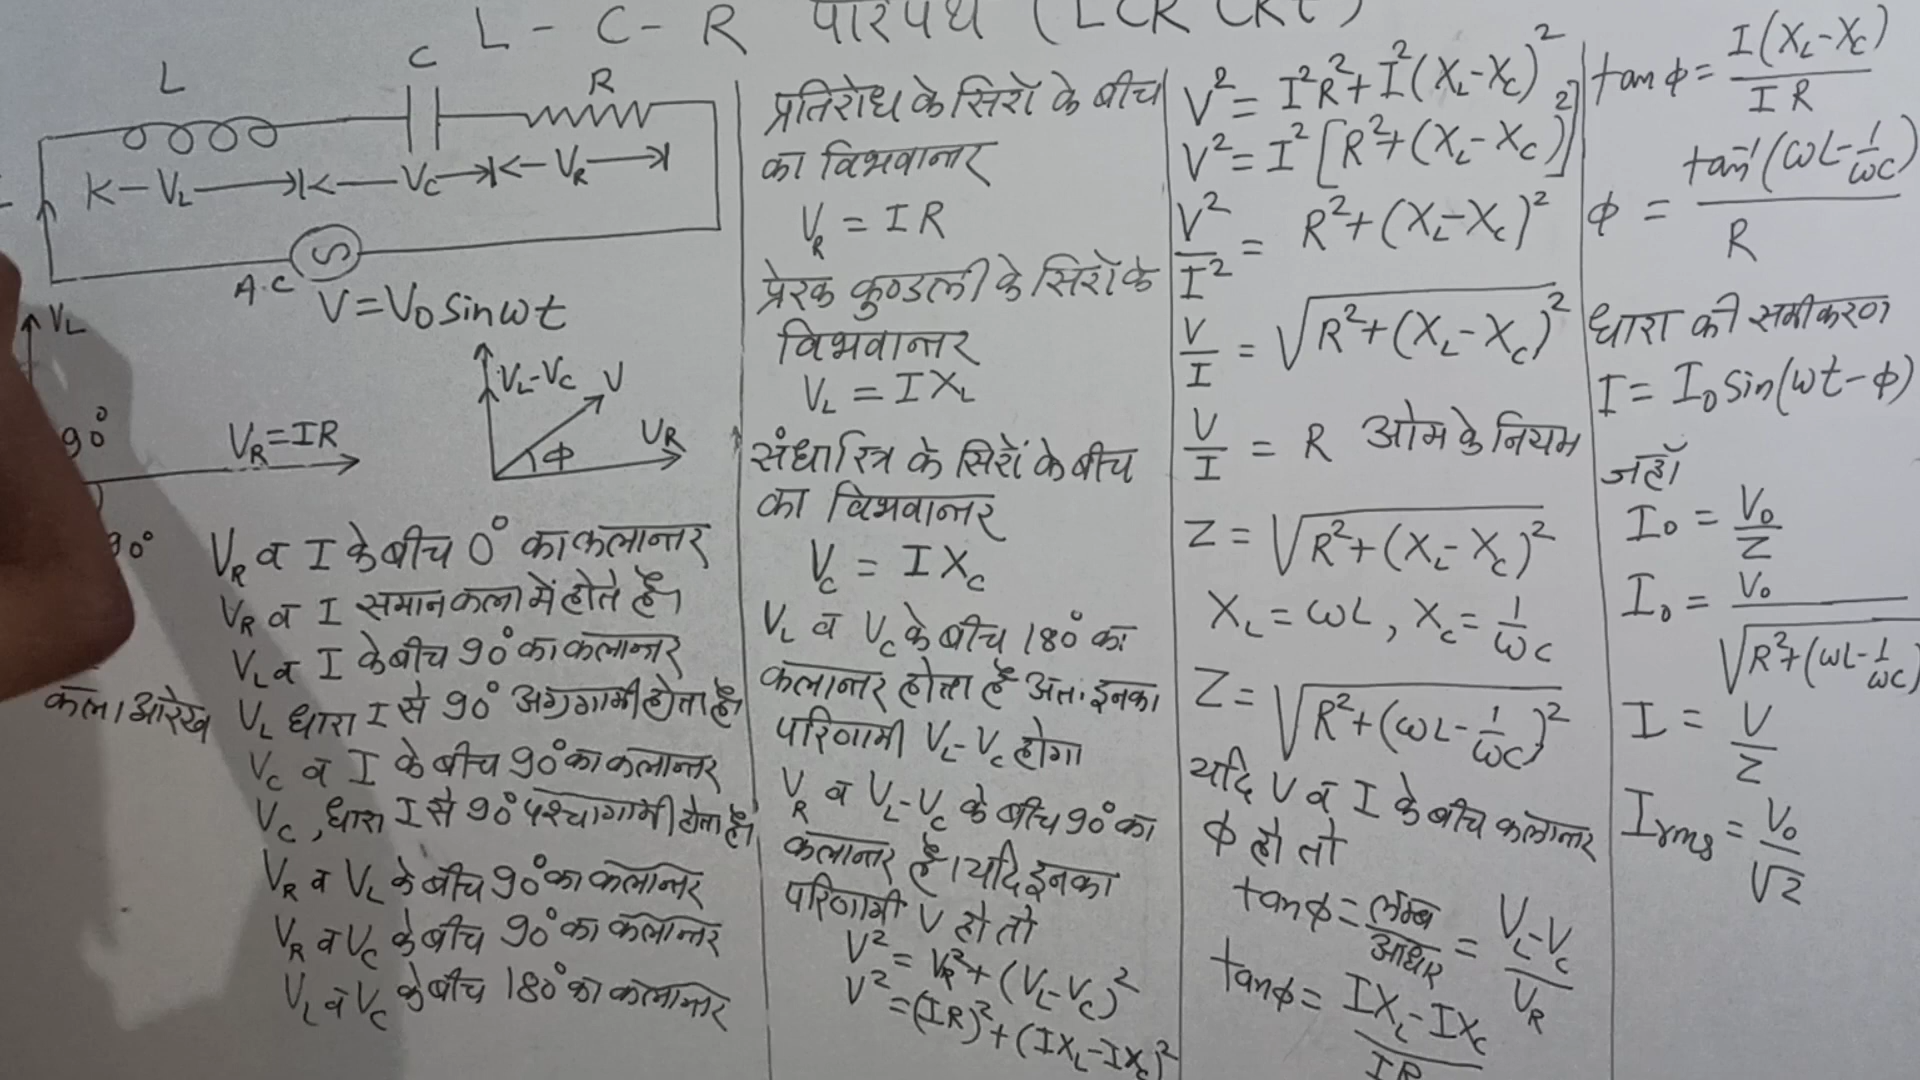 L - C - R परिपथ (LCR CKt)
L
C
R
V_L
V_C
V_R
A.C
V=V₀sinωt
V_L
90°
V_R=IR
90°
कला आरेख
V_L-V_C
V
V_R
ϕ
V_R व I के बीच 0° का कलान्तर
V_R व I समान कला में होते है।
V_L व I के बीच 90° का कलान्तर
V_L धारा I से 90° अग्रगामी होता है।
V_C व I के बीच 90° का कलान्तर
V_C, धारा I से 90° पश्चागामी होता है।
V_R व V_L के बीच 90° का कलान्तर
V_R व V_C के बीच 90° का कलान्तर
V_L व V_C के बीच 180° का कलान्तर
प्रतिरोध के सिरों के बीच
का विभवान्तर
V_R = IR
प्रेरक कुण्डली के सिरों के
विभवान्तर
V_L = IX_L
संधारित्र के सिरों के बीच
का विभवान्तर
V_C = IX_C
V_L व V_C के बीच 180° का
कलान्तर होता है अतः इनका
परिणामी V_L-V_C होगा
V_R व V_L-V_C के बीच 90° का
कलान्तर है। यदि इनका
परिणामी V हो तो
V² = V_R²+(V_L-V_C)²
V² =(IR)²+(IX_L-IX_C)²
V² = I²R²+I²(X_L-X_C)²
V² = I²[R²+(X_L-X_C)²]
V²/I² = R²+(X_L-X_C)²
V/I = √R²+(X_L-X_C)²
V/I = R ओम के नियम
Z = √R²+(X_L-X_C)²
X_L = ωL, X_C = 1/ωC
Z = √R²+(ωL-1/ωC)²
यदि V व I के बीच कलान्तर
ϕ हो तो
tanϕ = लम्ब/आधार = V_L-V_C/V_R
tanϕ = IX_L-IX_C/IR
tanϕ = I(X_L-X_C)/IR
ϕ = tan⁻¹(ωL-1/ωC)/R
धारा की समीकरण
I = I₀sin(ωt-ϕ)
जहाँ
I₀ = V₀/Z
I₀ = V₀/√R²+(ωL-1/ωC)
I = V/Z
Irms = V₀/√2